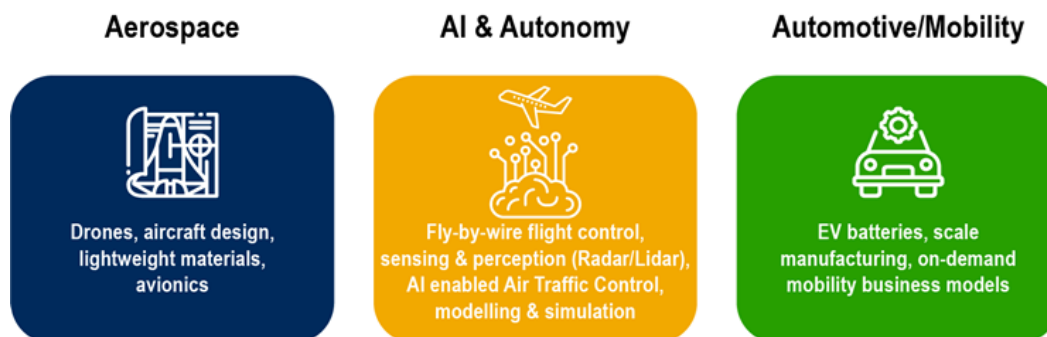 Aerospace
AI & Autonomy
Automotive/Mobility
Drones, aircraft design,
lightweight materials,
avionics
Fly-by-wire flight control,
sensing & perception (Radar/Lidar),
AI enabled Air Traffic Control,
modelling & simulation
EV batteries, scale
manufacturing, on-demand
mobility business models